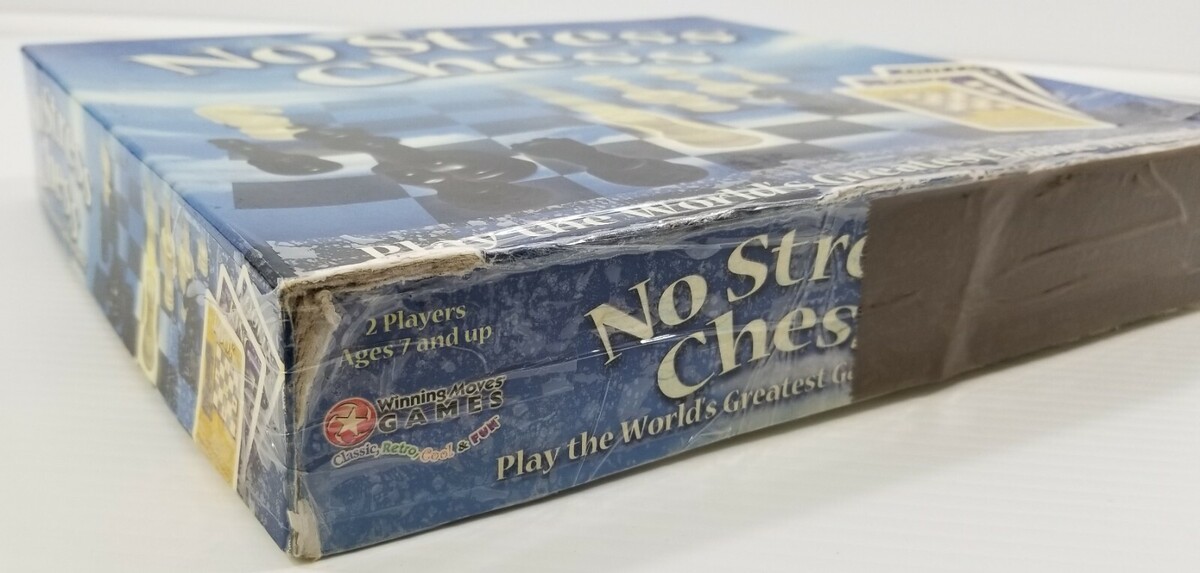 No Stress
Chess
Play the World's Greatest
2 Players
Ages 7 and up
Winning Moves
GAMES
Classic, Retro, Cool & FUN
No Stre
Ches
Play the World's Greatest G